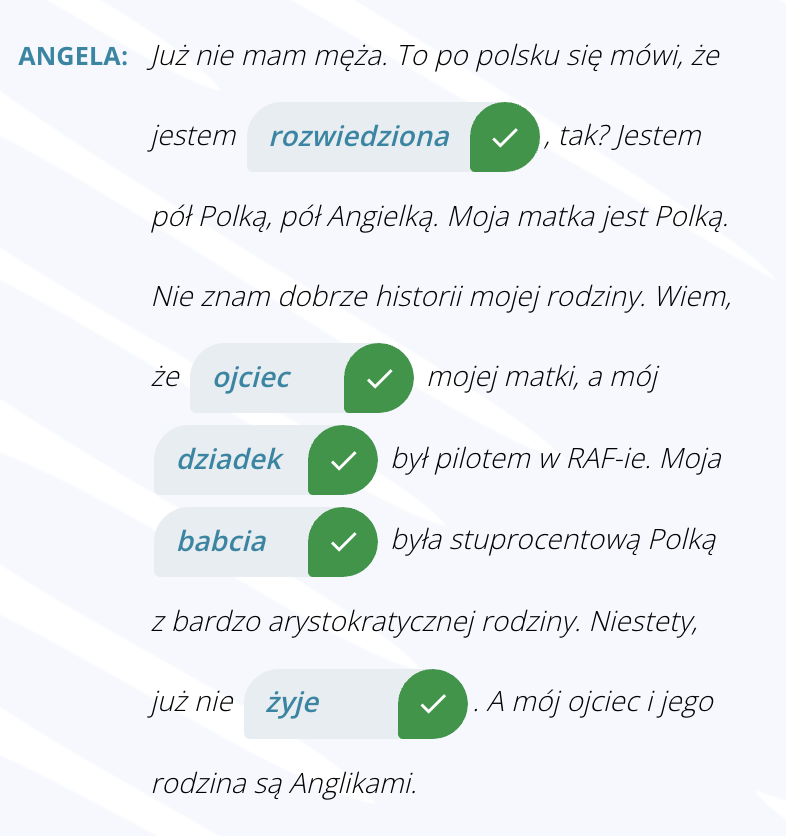 ANGELA: Już nie mam męża. To po polsku się mówi, że
jestem rozwiedziona, tak? Jestem
pół Polką, pół Angielką. Moja matka jest Polką.
Nie znam dobrze historii mojej rodziny. Wiem,
że ojciec mojej matki, a mój
dziadek był pilotem w RAF-ie. Moja
babcia była stuprocentową Polką
z bardzo arystokratycznej rodziny. Niestety,
już nie żyje. A mój ojciec i jego
rodzina są Anglikami.